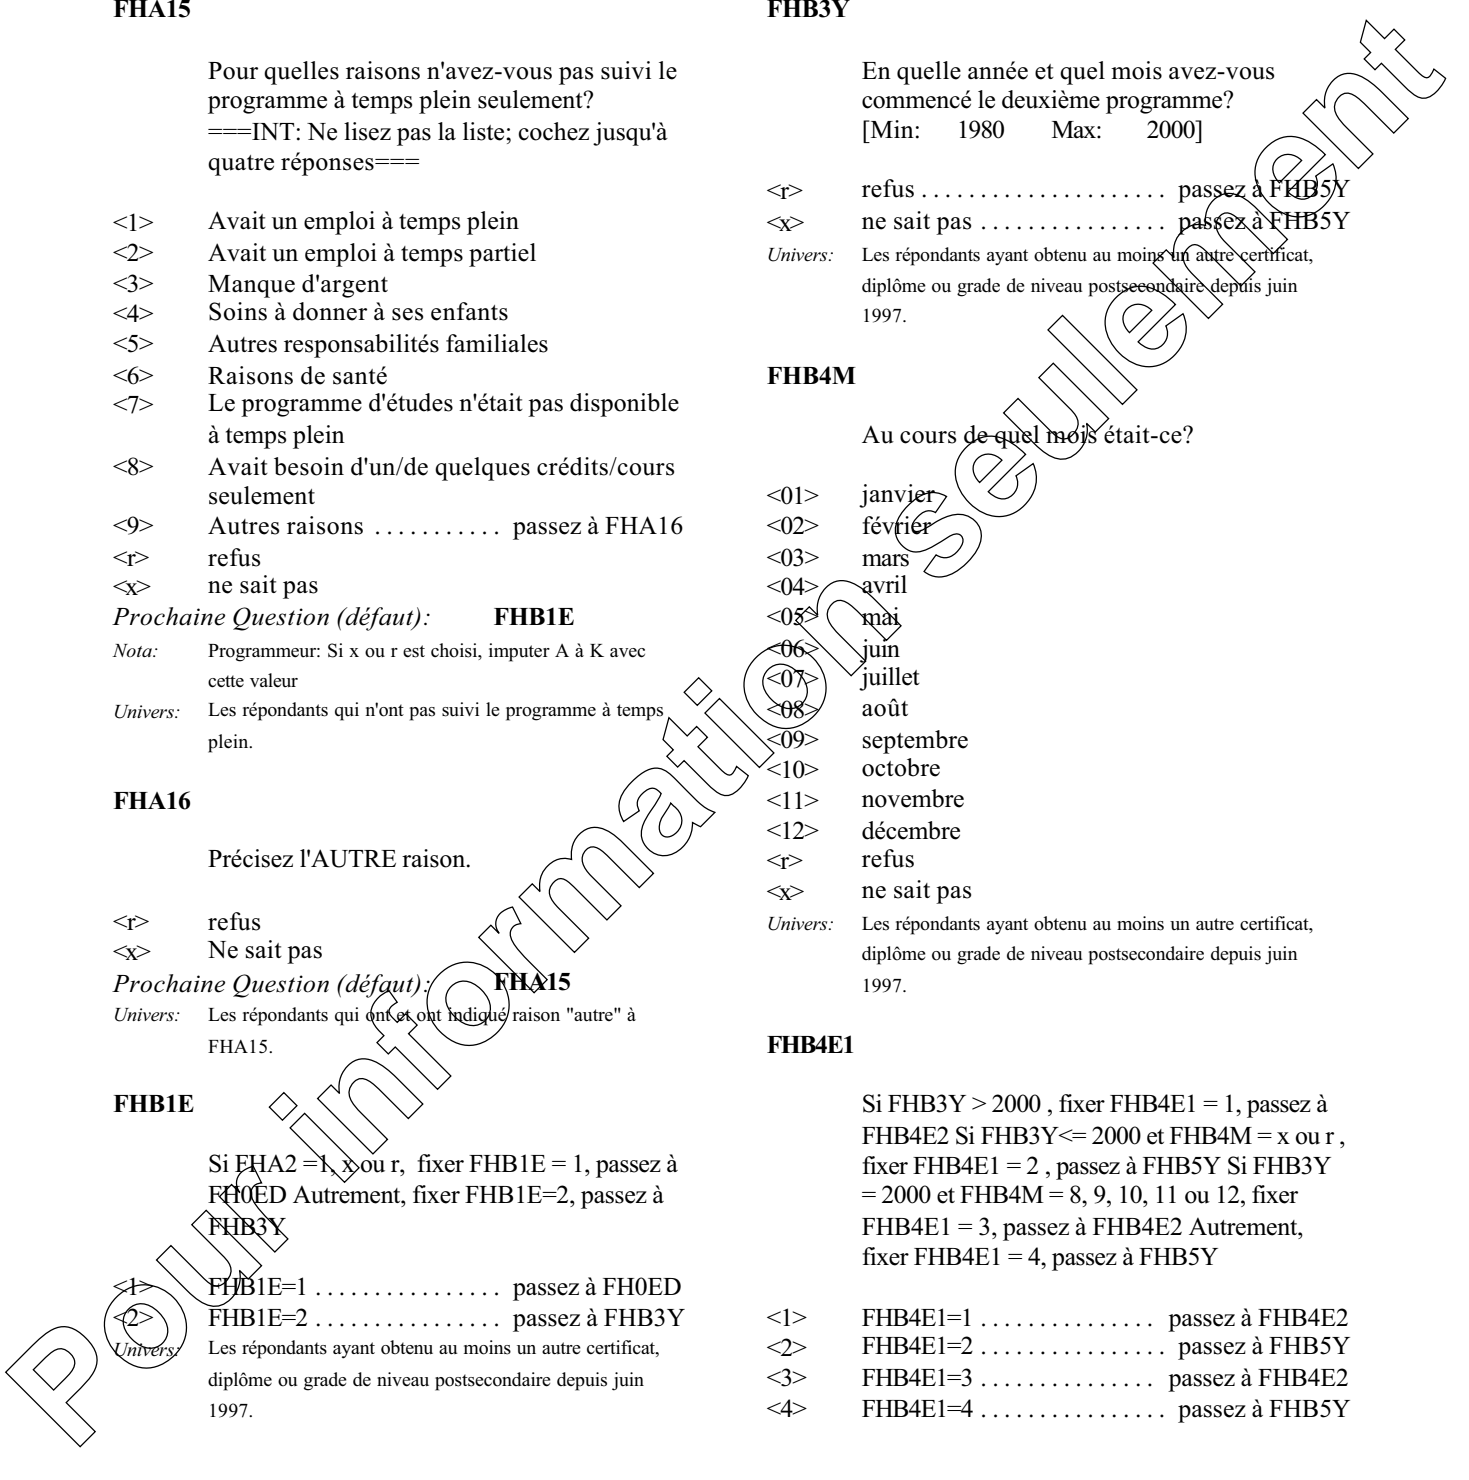 FHA15
Pour quelles raisons n'avez-vous pas suivi le
programme à temps plein seulement?
===INT: Ne lisez pas la liste; cochez jusqu'à
quatre réponses===
<1> Avait un emploi à temps plein
<2> Avait un emploi à temps partiel
<3> Manque d'argent
<4> Soins à donner à ses enfants
<5> Autres responsabilités familiales
<6> Raisons de santé
<7> Le programme d'études n'était pas disponible
à temps plein
<8> Avait besoin d'un/de quelques crédits/cours
seulement
<9> Autres raisons ........... passez à FHA16
<r> refus
<x> ne sait pas
Prochaine Question (défaut): FHB1E
Nota: Programmeur: Si x ou r est choisi, imputer A à K avec
cette valeur
Univers: Les répondants qui n'ont pas suivi le programme à temps
plein.
FHA16
Précisez l'AUTRE raison.
<r> refus
<x> Ne sait pas
Prochaine Question (défaut): FHA15
Univers: Les répondants qui ont et ont indiqué raison "autre" à
FHA15.
FHB1E
Si FHA2 =1, x ou r, fixer FHB1E = 1, passez à
FH0ED Autrement, fixer FHB1E=2, passez à
FHB3Y
<1> FHB1E=1 ................ passez à FH0ED
<2> FHB1E=2 ................ passez à FHB3Y
Univers: Les répondants ayant obtenu au moins un autre certificat,
diplôme ou grade de niveau postsecondaire depuis juin
1997.
FHB3Y
En quelle année et quel mois avez-vous
commencé le deuxième programme?
[Min: 1980 Max: 2000]
<r> refus ..................... passez à FHB5Y
<x> ne sait pas ................ passez à FHB5Y
Univers: Les répondants ayant obtenu au moins un autre certificat,
diplôme ou grade de niveau postsecondaire depuis juin
1997.
FHB4M
Au cours de quel mois était-ce?
<01> janvier
<02> février
<03> mars
<04> avril
<05> mai
<06> juin
<07> juillet
<08> août
<09> septembre
<10> octobre
<11> novembre
<12> décembre
<r> refus
<x> ne sait pas
Univers: Les répondants ayant obtenu au moins un autre certificat,
diplôme ou grade de niveau postsecondaire depuis juin
1997.
FHB4E1
Si FHB3Y > 2000 , fixer FHB4E1 = 1, passez à
FHB4E2 Si FHB3Y<= 2000 et FHB4M = x ou r ,
fixer FHB4E1 = 2 , passez à FHB5Y Si FHB3Y
= 2000 et FHB4M = 8, 9, 10, 11 ou 12, fixer
FHB4E1 = 3, passez à FHB4E2 Autrement,
fixer FHB4E1 = 4, passez à FHB5Y
<1> FHB4E1=1 ............... passez à FHB4E2
<2> FHB4E1=2 ................ passez à FHB5Y
<3> FHB4E1=3 ............... passez à FHB4E2
<4> FHB4E1=4 ................ passez à FHB5Y
Pour information seulement